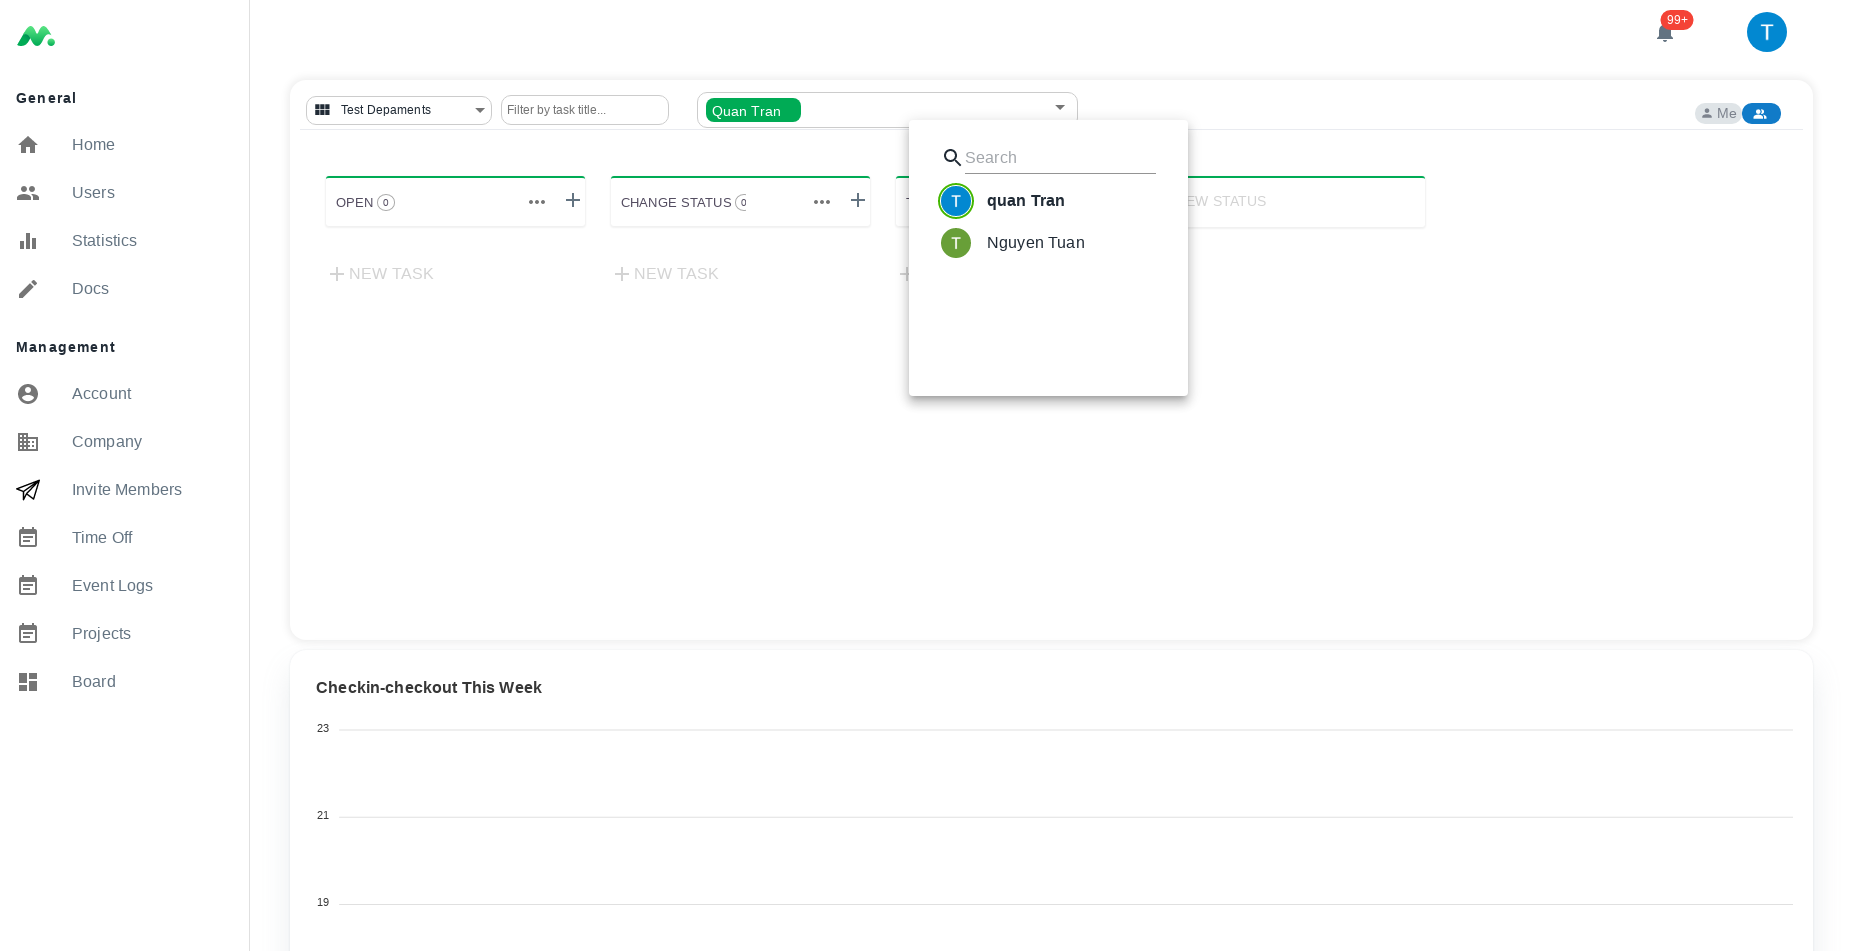 99+
T
General
Home
Users
Statistics
Docs
Management
Account
Company
Invite Members
Time Off
Event Logs
Projects
Board
Test Depaments
Filter by task title...
Quan Tran
Me
Search
T quan Tran
T Nguyen Tuan
OPEN 0
CHANGE STATUS 0
EW STATUS
NEW TASK
NEW TASK
Checkin-checkout This Week
23
21
19